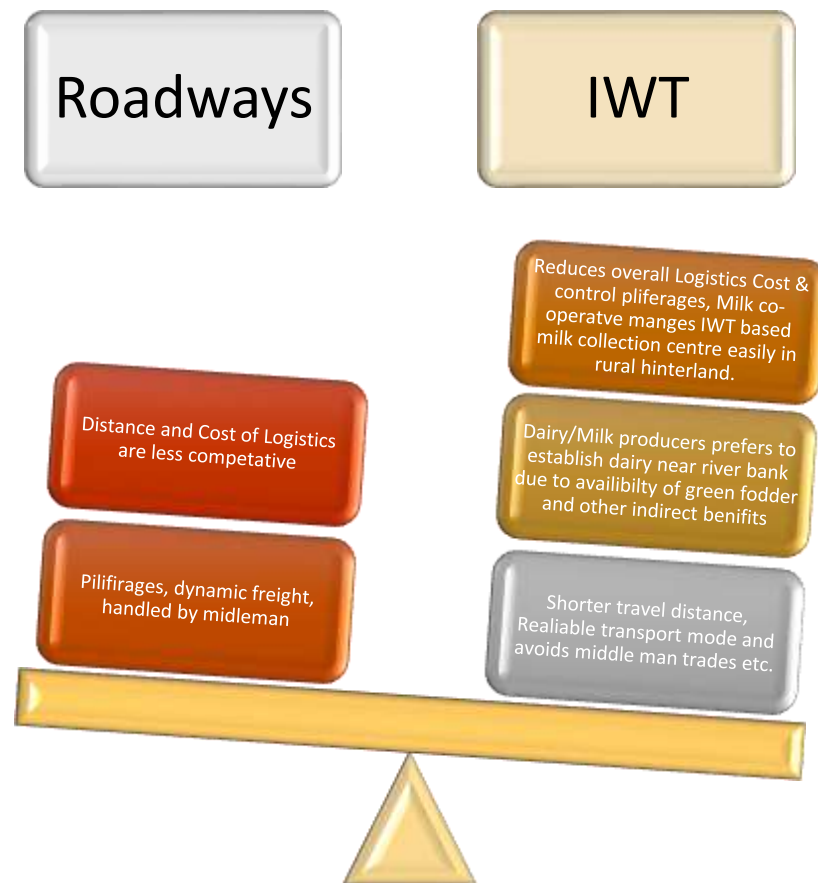 Roadways
IWT
Distance and Cost of Logistics
are less competative
Pilifirages, dynamic freight,
handled by midleman
Reduces overall Logistics Cost &
control pliferages, Milk co-
operatve manges IWT based
milk collection centre easily in
rural hinterland.
Dairy/Milk producers prefers to
establish dairy near river bank
due to availibilty of green fodder
and other indirect benifits
Shorter travel distance,
Realiable transport mode and
avoids middle man trades etc.